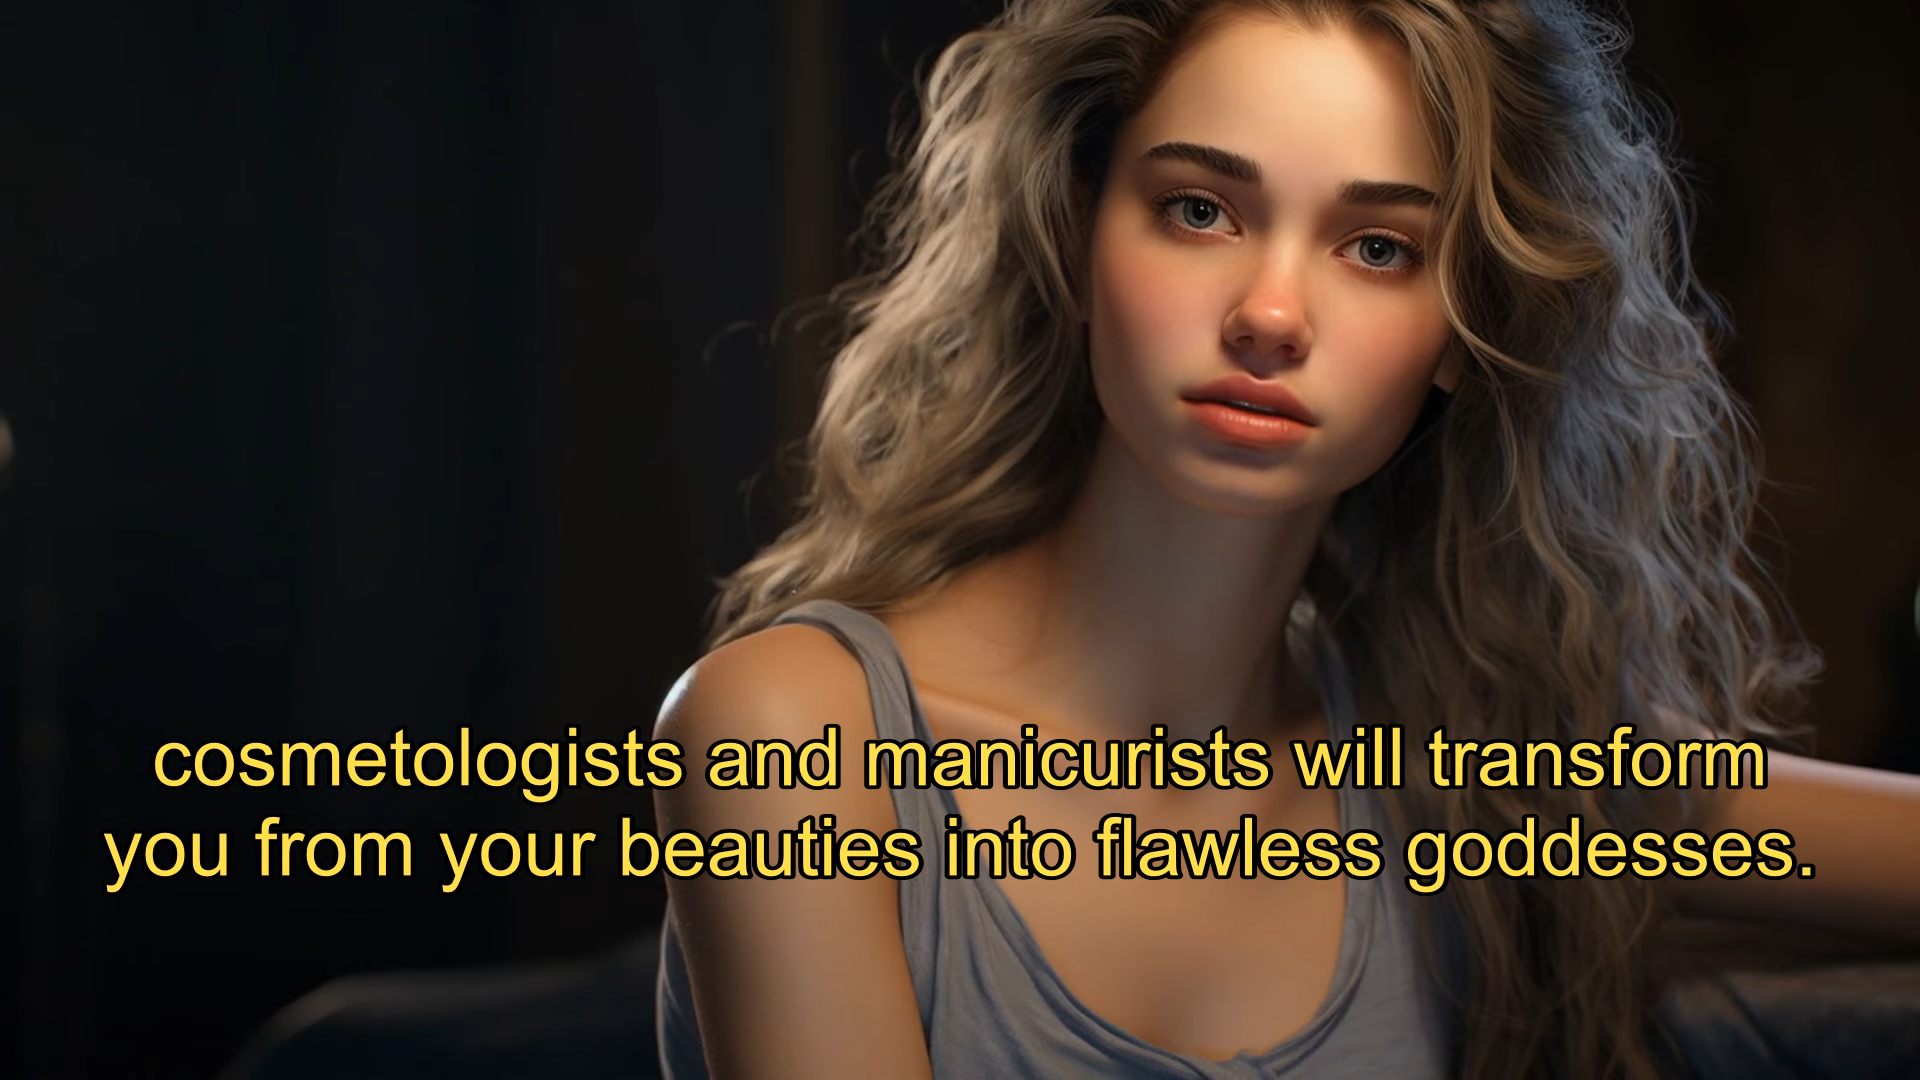 cosmetologists and manicurists will transform
you from your beauties into flawless goddesses.